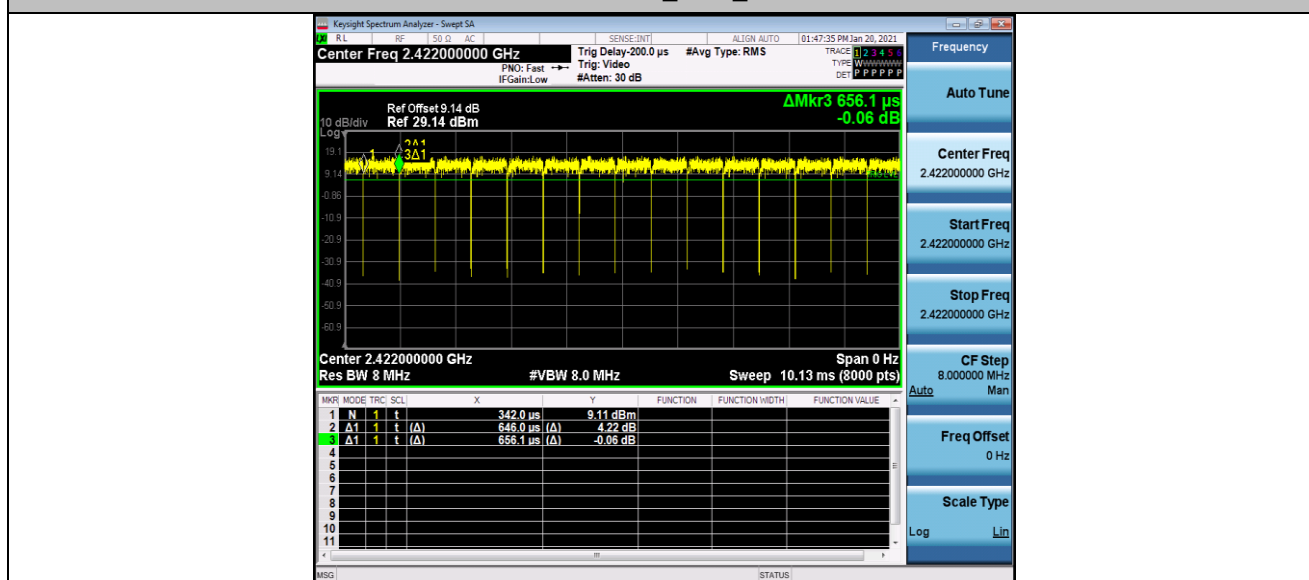 Keysight Spectrum Analyzer - Swept SA
RL RF 50 Ω AC SENSE:INT ALIGN AUTO 01:47:35 PM Jan 20, 2021
Center Freq 2.422000000 GHz
PNO: Fast
IFGain:Low
Trig Delay-200.0 µs
Trig: Video
#Atten: 30 dB
#Avg Type: RMS
TRACE 1 2 3 4 5 6
TYPE WWWWWW
DET P P P P P P
ΔMkr3 656.1 µs
-0.06 dB
Ref Offset 9.14 dB
10 dB/div Ref 29.14 dBm
Log
19.1
9.14
-0.86
-10.9
-20.9
-30.9
-40.9
-50.9
-60.9
1
2Δ1
3Δ1
Center 2.422000000 GHz Span 0 Hz
Res BW 8 MHz #VBW 8.0 MHz Sweep 10.13 ms (8000 pts)
MKR MODE TRC SCL X Y FUNCTION FUNCTION WIDTH FUNCTION VALUE
1 N 1 t 342.0 µs 9.11 dBm
2 Δ1 1 t (Δ) 646.0 µs (Δ) 4.22 dB
3 Δ1 1 t (Δ) 656.1 µs (Δ) -0.06 dB
4
5
6
7
8
9
10
11
MSG STATUS
Frequency
Auto Tune
Center Freq
2.422000000 GHz
Start Freq
2.422000000 GHz
Stop Freq
2.422000000 GHz
CF Step
8.000000 MHz
Auto Man
Freq Offset
0 Hz
Scale Type
Log Lin